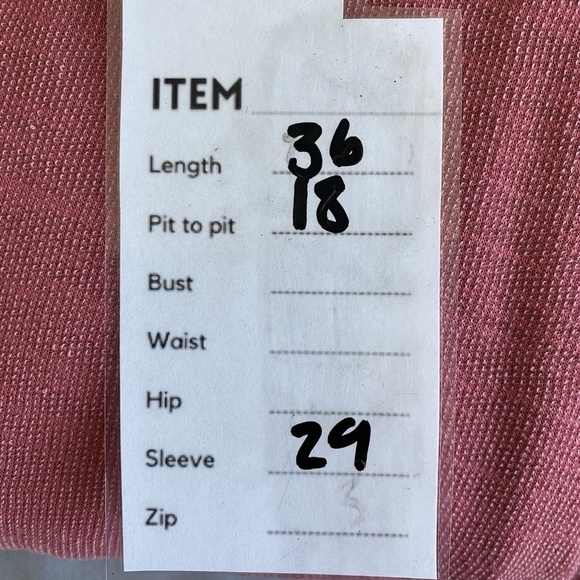 ITEM
Length 36
Pit to pit 18
Bust
Waist
Hip
Sleeve 29
Zip